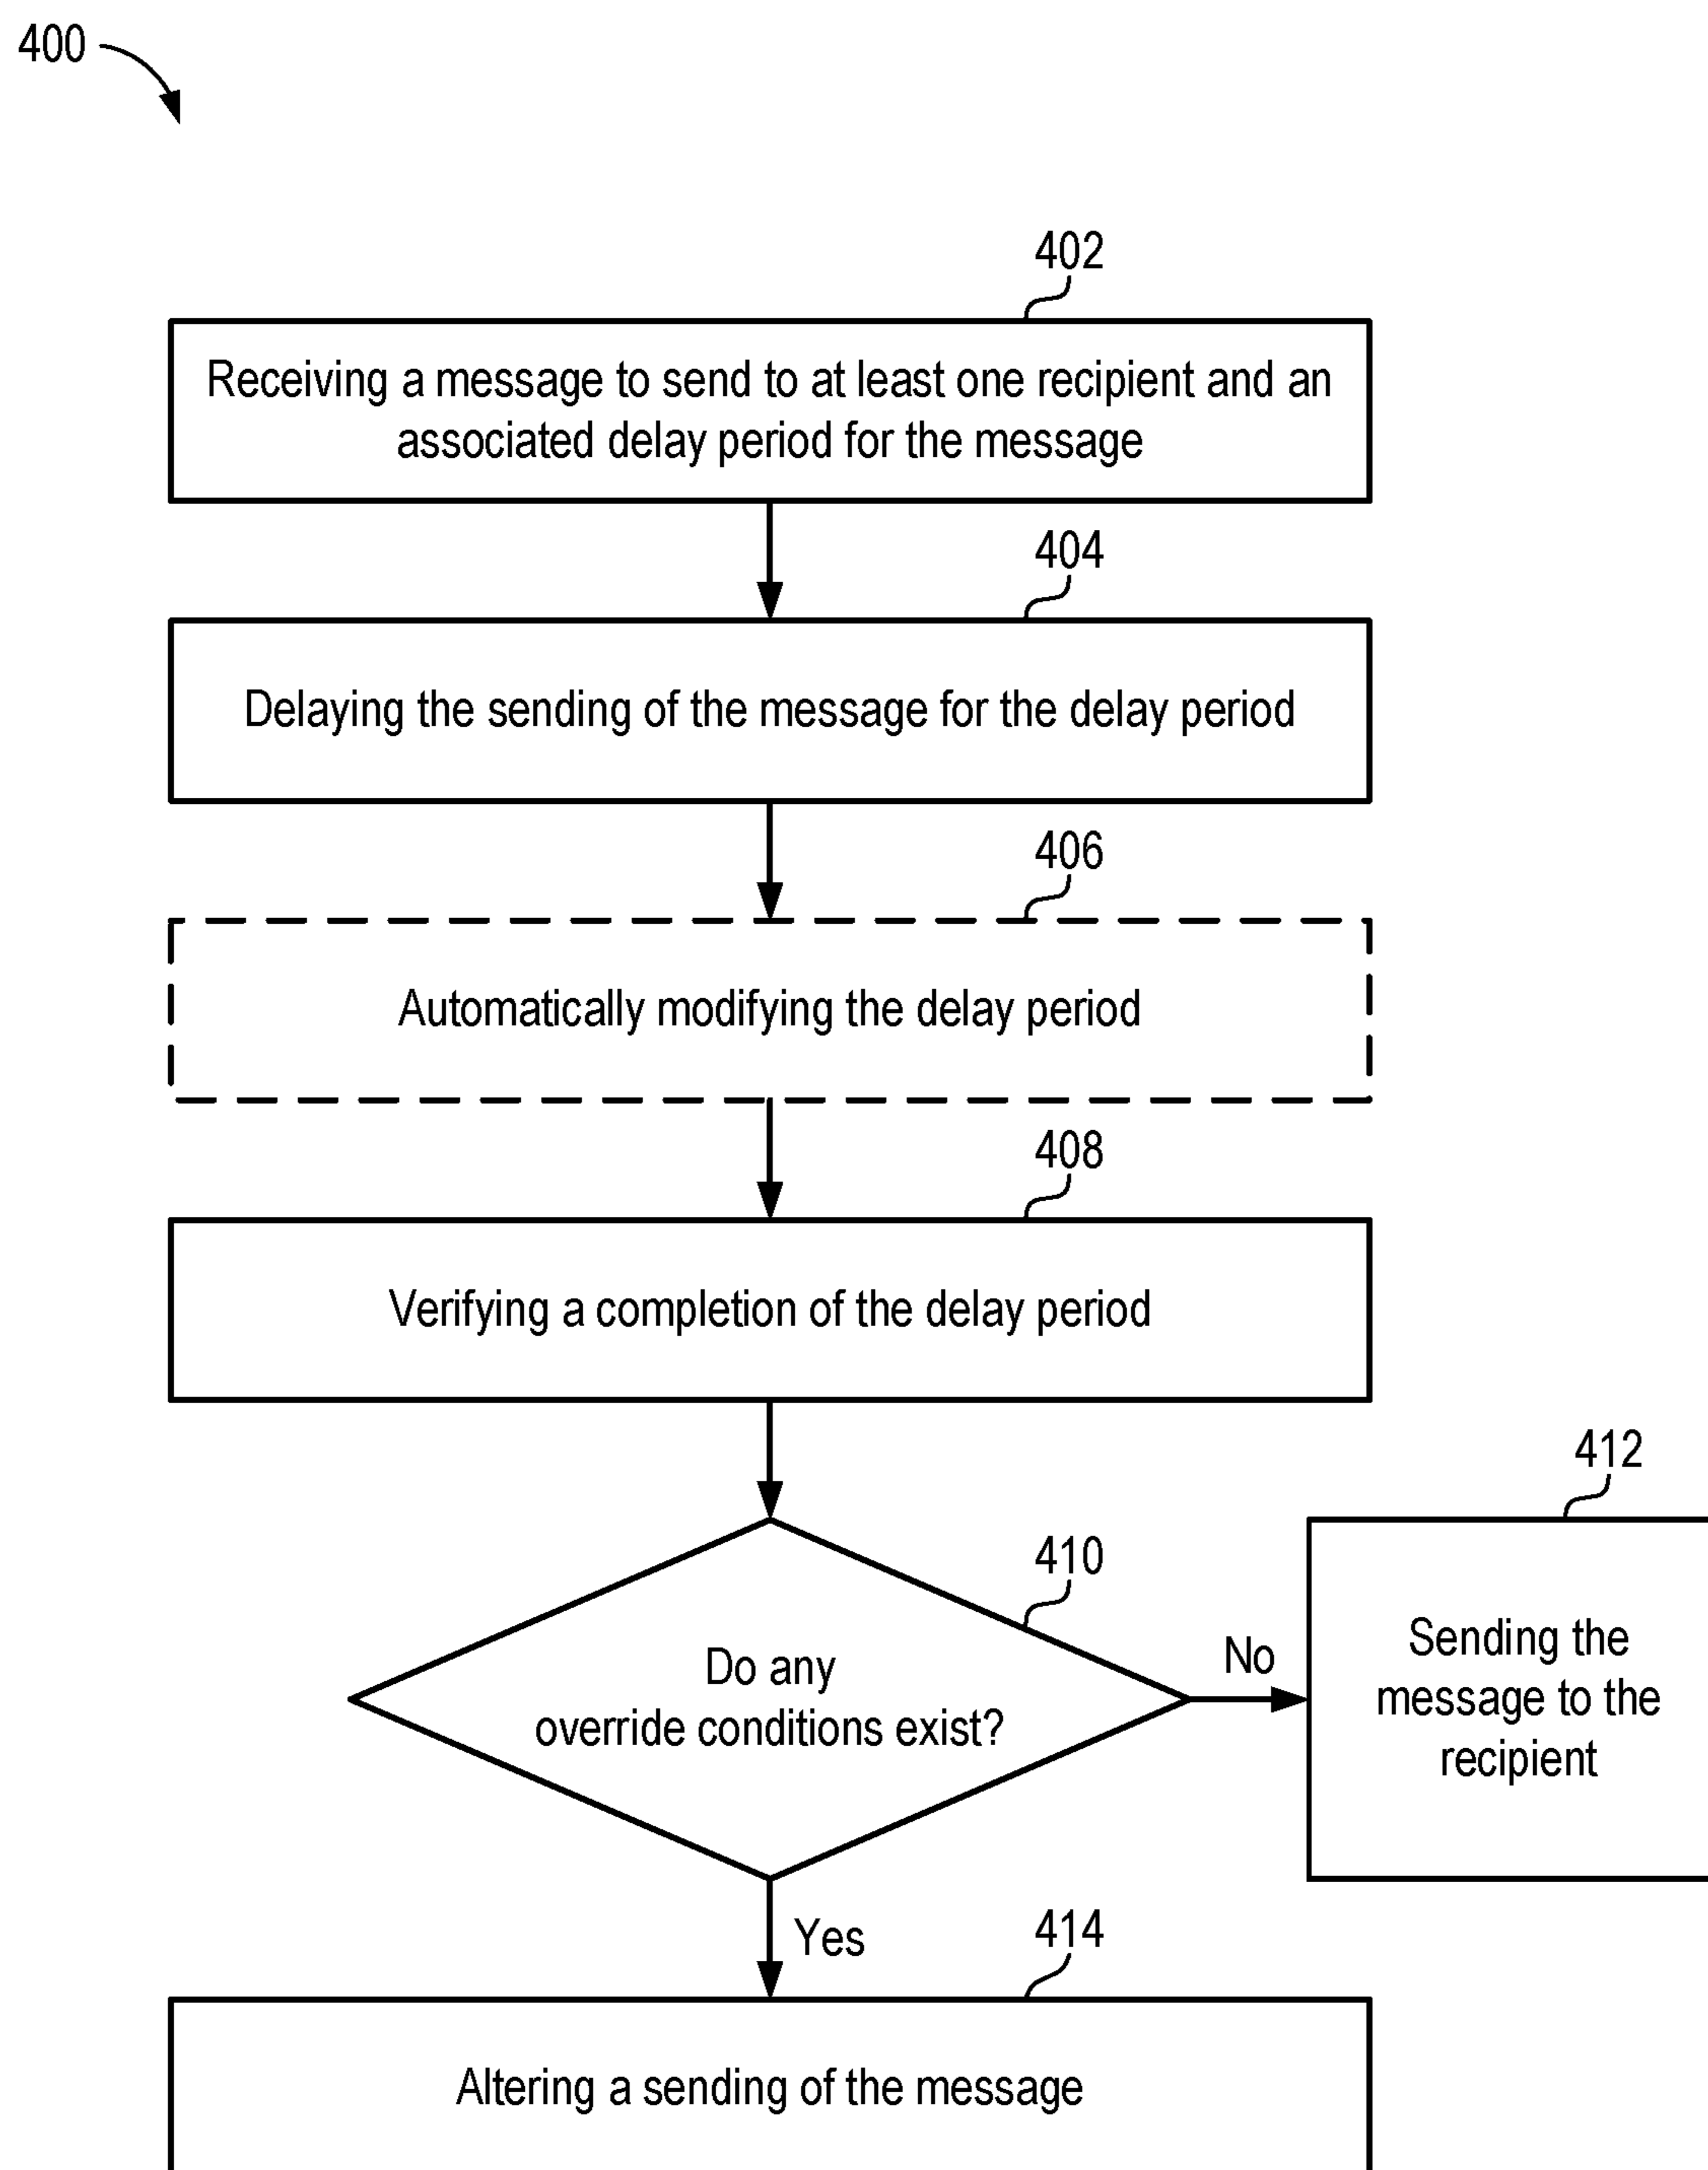 400
402
Receiving a message to send to at least one recipient and an
associated delay period for the message
404
Delaying the sending of the message for the delay period
406
Automatically modifying the delay period
408
Verifying a completion of the delay period
410
Do any
override conditions exist?
No
412
Sending the
message to the
recipient
Yes
414
Altering a sending of the message